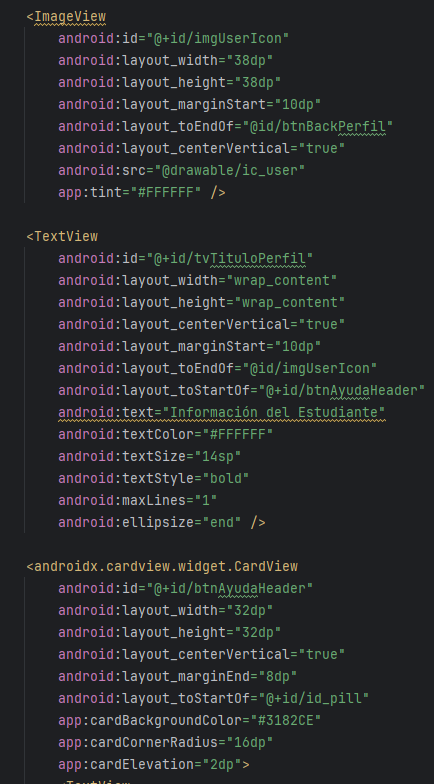 <ImageView
android:id="@+id/imgUserIcon"
android:layout_width="38dp"
android:layout_height="38dp"
android:layout_marginStart="10dp"
android:layout_toEndOf="@id/btnBackPerfil"
android:layout_centerVertical="true"
android:src="@drawable/ic_user"
app:tint="#FFFFFF" />
<TextView
android:id="@+id/tvTituloPerfil"
android:layout_width="wrap_content"
android:layout_height="wrap_content"
android:layout_centerVertical="true"
android:layout_marginStart="10dp"
android:layout_toEndOf="@id/imgUserIcon"
android:layout_toStartOf="@+id/btnAyudaHeader"
android:text="Información del Estudiante"
android:textColor="#FFFFFF"
android:textSize="14sp"
android:textStyle="bold"
android:maxLines="1"
android:ellipsize="end" />
<androidx.cardview.widget.CardView
android:id="@+id/btnAyudaHeader"
android:layout_width="32dp"
android:layout_height="32dp"
android:layout_centerVertical="true"
android:layout_marginEnd="8dp"
android:layout_toStartOf="@+id/id_pill"
app:cardBackgroundColor="#3182CE"
app:cardCornerRadius="16dp"
app:cardElevation="2dp">
<TextView